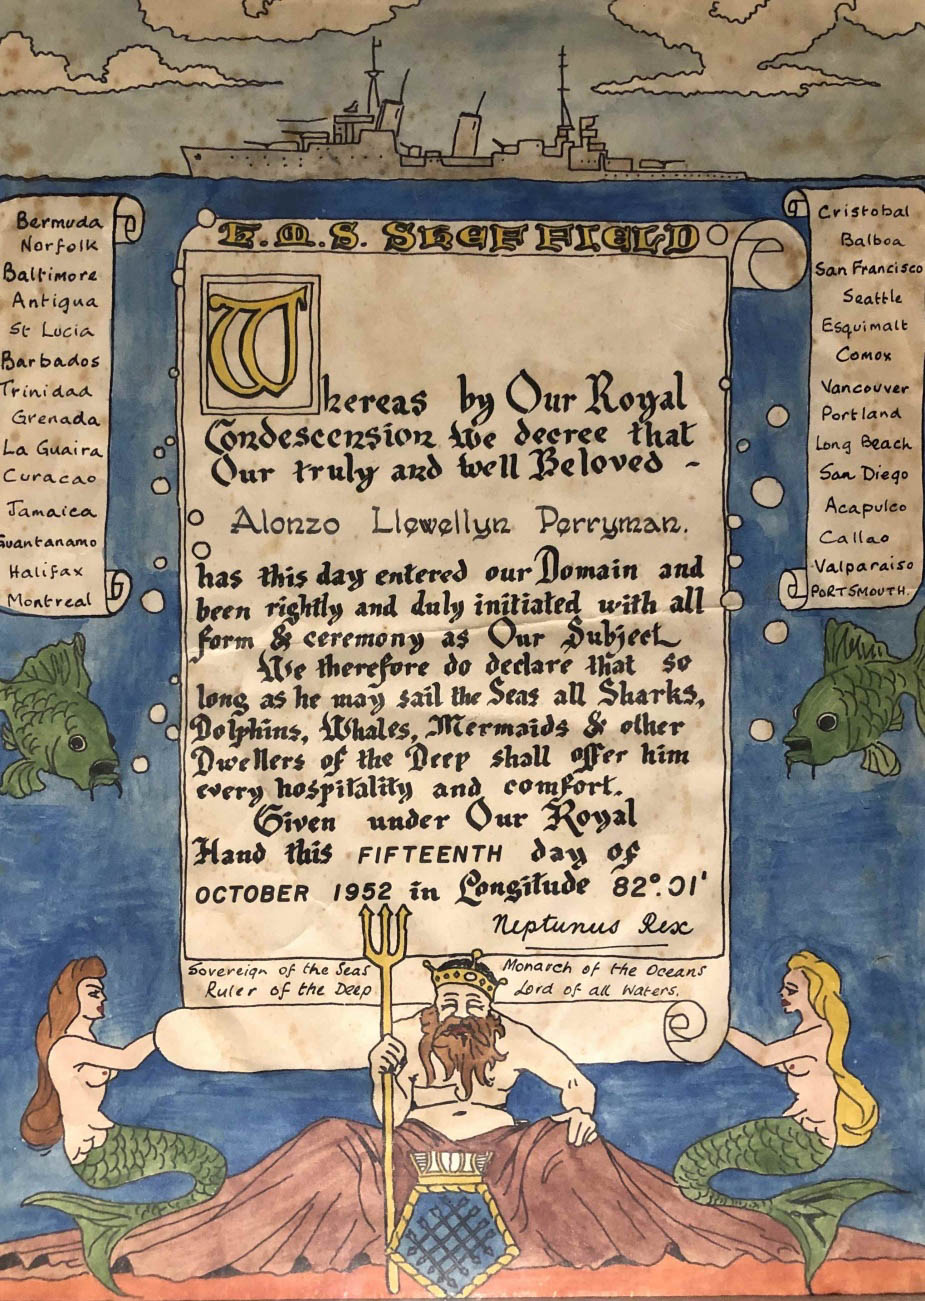 H.M.S. SHEFFIELD
Bermuda
Norfolk
Baltimore
Antigua
St Lucia
Barbados
Trinidad
Grenada
La Guaira
Curacao
Jamaica
Guantanamo
Halifax
Montreal
Whereas by Our Royal
Condescension We decree that
Our truly and well Beloved -
Alonzo Llewellyn Perryman.
has this day entered our Domain and
been rightly and duly initiated with all
form & ceremony as Our Subject
We therefore do declare that so
long as he may sail the Seas all Sharks,
Dolphins, Whales, Mermaids & other
Dwellers of the Deep shall offer him
every hospitality and comfort.
Given under Our Royal
Hand this FIFTEENTH day of
OCTOBER 1952 in Longitude 82°.01'
Neptunus Rex
Sovereign of the Seas
Ruler of the Deep
Monarch of the Oceans
Lord of all Waters.
Cristobal
Balboa
San Francisco
Seattle
Esquimalt
Comox
Vancouver
Portland
Long Beach
San Diego
Acapulco
Callao
Valparaiso
PORTSMOUTH.